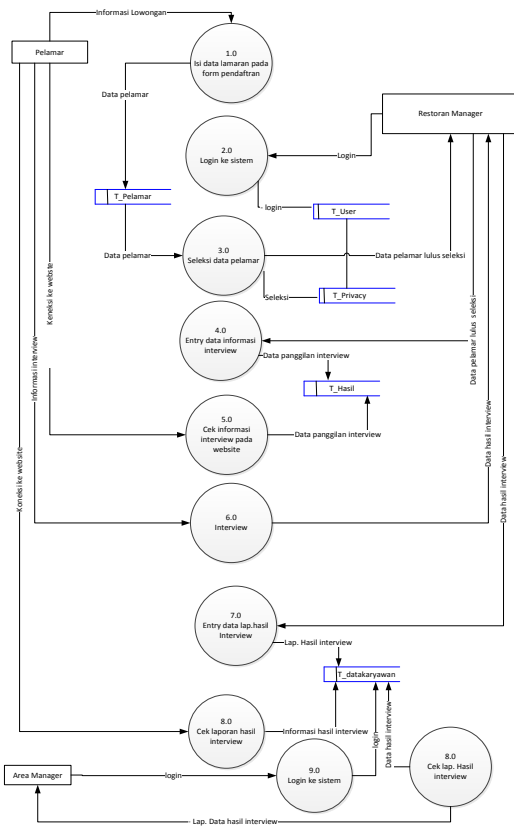 Informasi Lowongan
Pelamar
1.0
Isi data lamaran pada
form pendaftran
Data pelamar
Restoran Manager
2.0
Login ke sistem
Login
T_Pelamar
login
T_User
Data pelamar
3.0
Seleksi data pelamar
Data pelamar lulus seleksi
Seleksi
T_Privacy
Keneksi ke webste
Informasi interview
4.0
Entry data informasi
interview
Data panggilan interview
T_Hasil
Data pelamar lulus seleksi
5.0
Cek informasi
interview pada
website
Data panggilan interview
Koneksi ke website
Data hasil interview
Data hasil interview
6.0
Interview
7.0
Entry data lap.hasil
Interview
Lap. Hasil interview
T_datakaryawan
8.0
Cek laporan hasil
interview
Informasi hasil interview
login
Data hasil interview
8.0
Cek lap. Hasil
interview
Area Manager
login
9.0
Login ke sistem
Lap. Data hasil interview